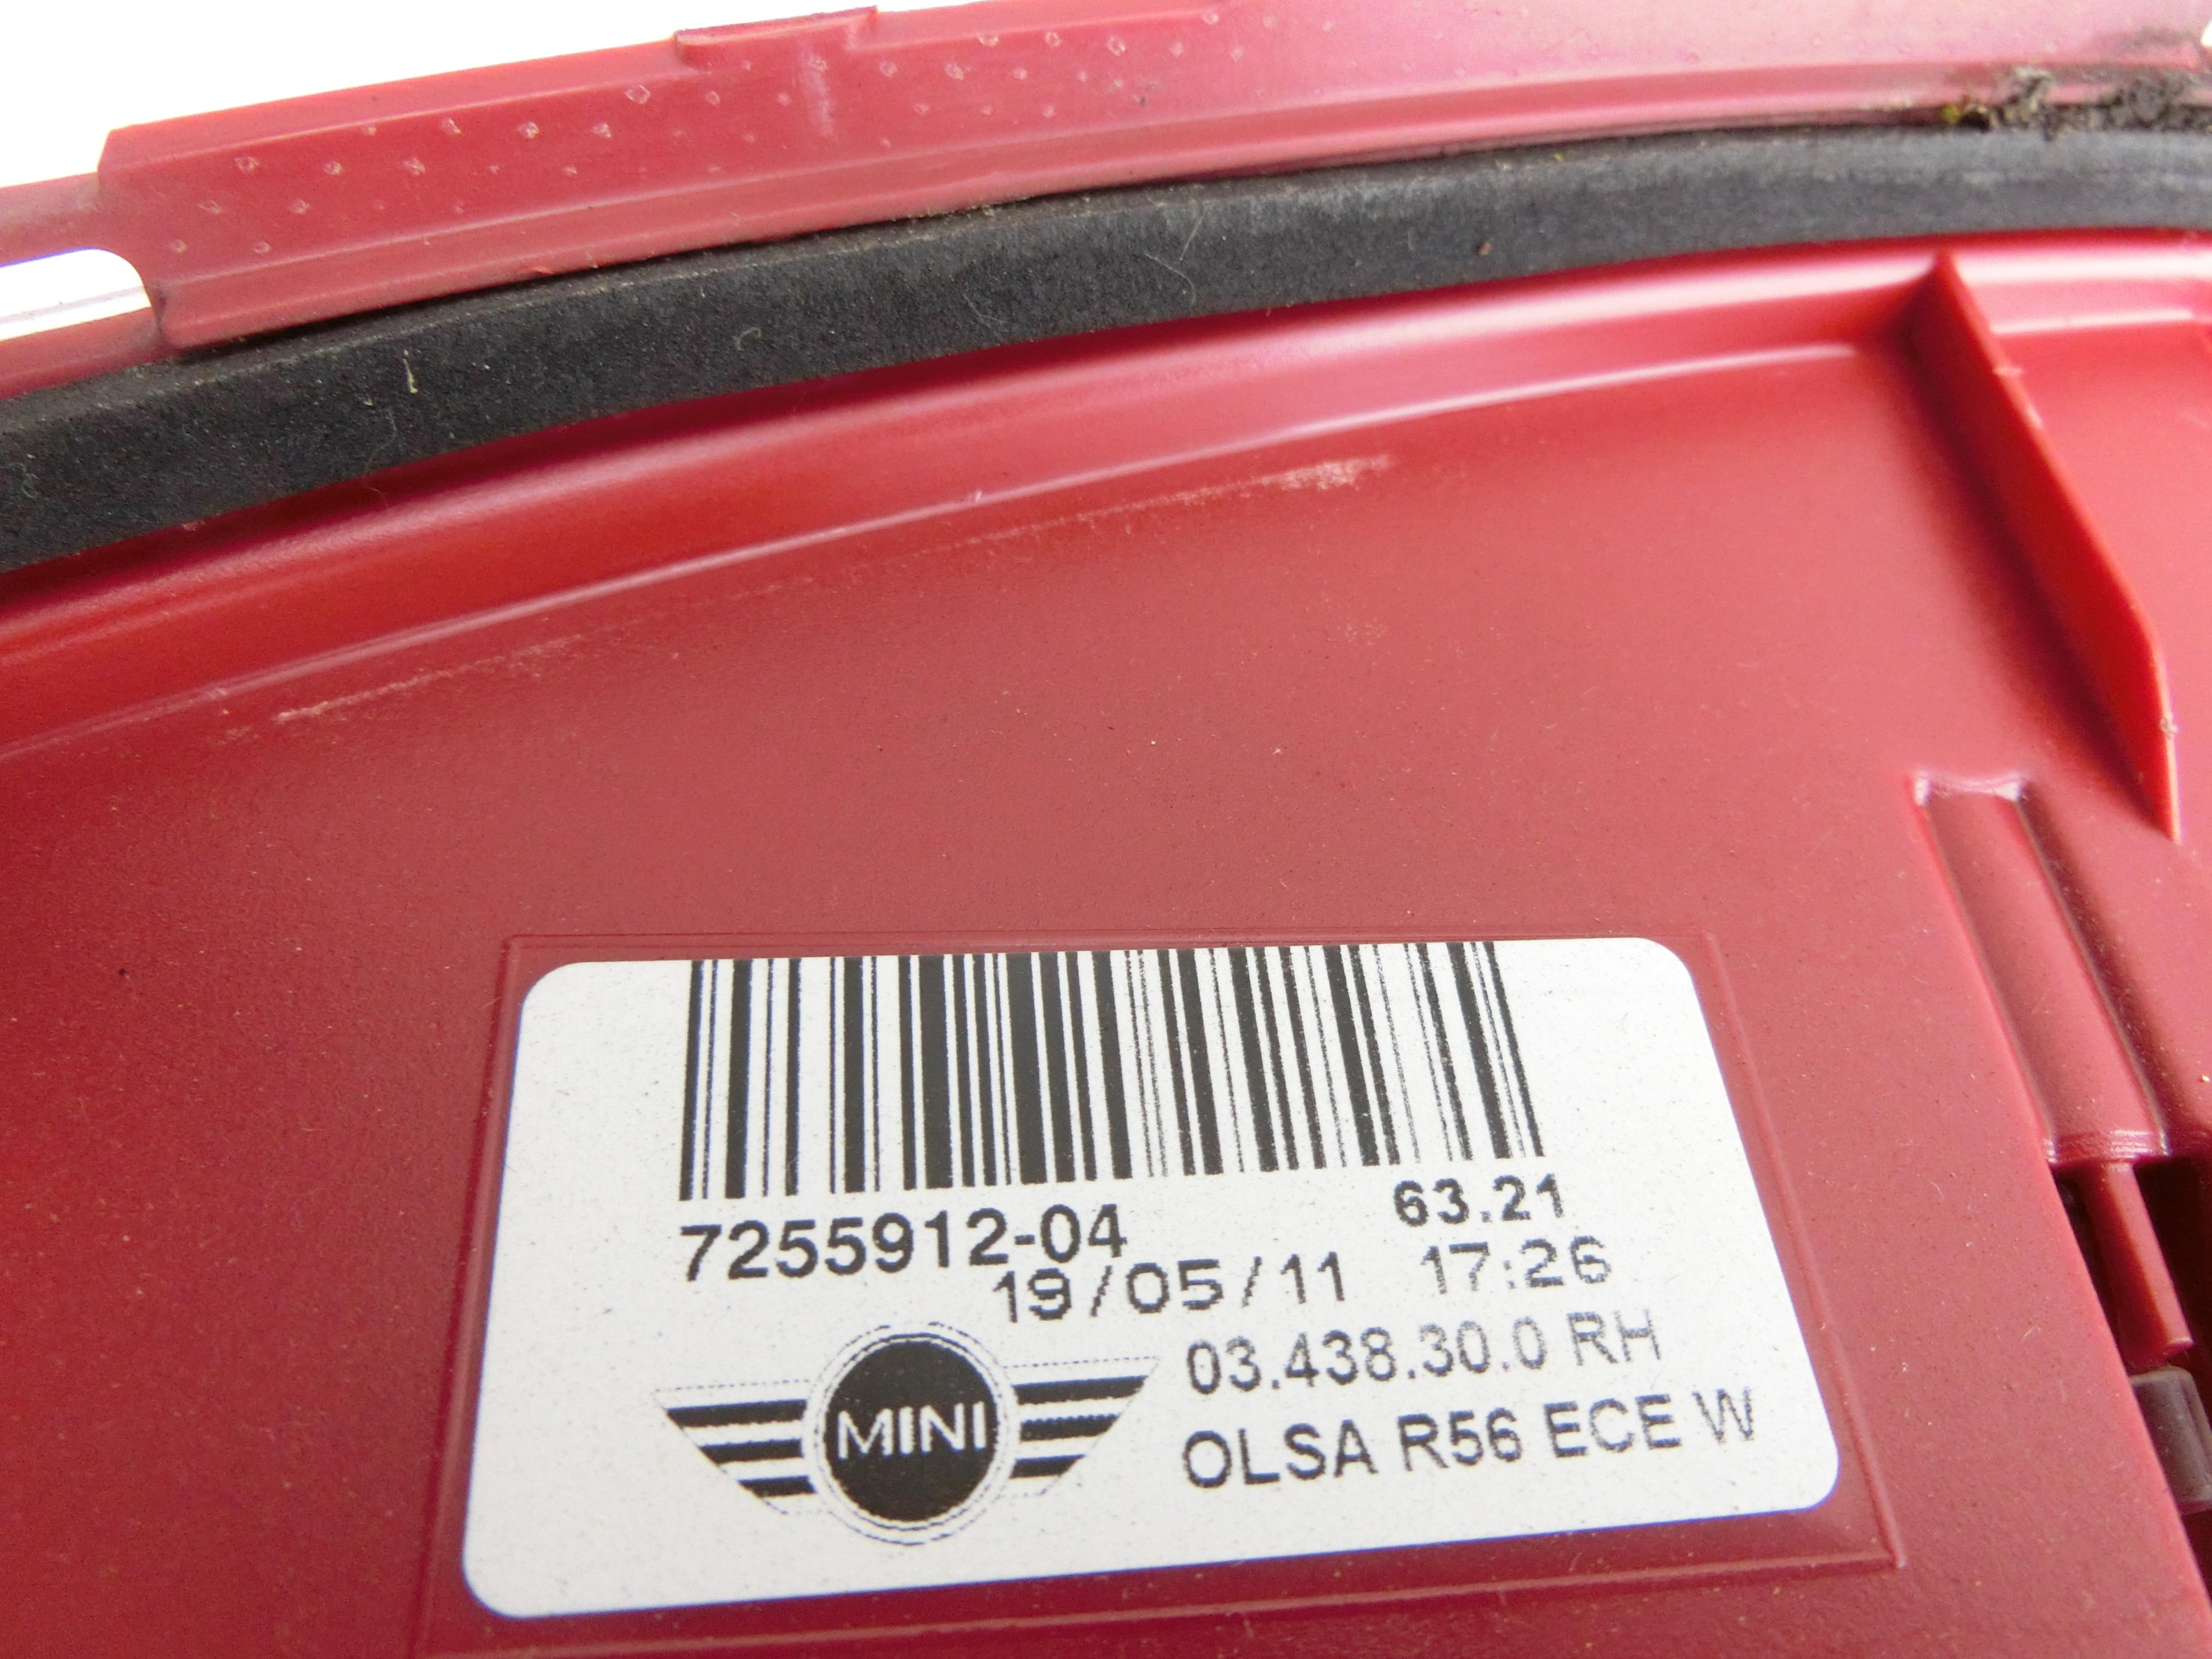 7255912-04 63.21
19/05/11 17:26
03.438.30.0 RH
MINI
OLSA R56 ECE W